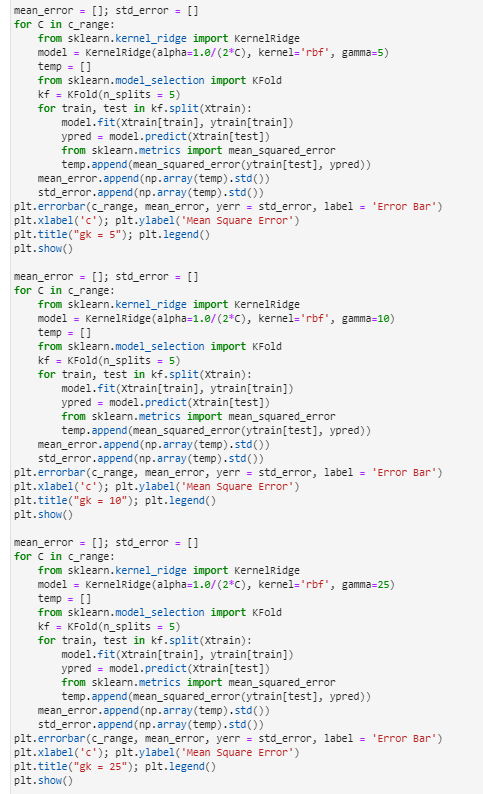 mean_error = []; std_error = []
for C in c_range:
    from sklearn.kernel_ridge import KernelRidge
    model = KernelRidge(alpha=1.0/(2*C), kernel='rbf', gamma=5)
    temp = []
    from sklearn.model_selection import KFold
    kf = KFold(n_splits = 5)
    for train, test in kf.split(Xtrain):
        model.fit(Xtrain[train], ytrain[train])
        ypred = model.predict(Xtrain[test])
        from sklearn.metrics import mean_squared_error
        temp.append(mean_squared_error(ytrain[test], ypred))
    mean_error.append(np.array(temp).std())
    std_error.append(np.array(temp).std())
plt.errorbar(c_range, mean_error, yerr = std_error, label = 'Error Bar')
plt.xlabel('c'); plt.ylabel('Mean Square Error')
plt.title("gk = 5"); plt.legend()
plt.show()

mean_error = []; std_error = []
for C in c_range:
    from sklearn.kernel_ridge import KernelRidge
    model = KernelRidge(alpha=1.0/(2*C), kernel='rbf', gamma=10)
    temp = []
    from sklearn.model_selection import KFold
    kf = KFold(n_splits = 5)
    for train, test in kf.split(Xtrain):
        model.fit(Xtrain[train], ytrain[train])
        ypred = model.predict(Xtrain[test])
        from sklearn.metrics import mean_squared_error
        temp.append(mean_squared_error(ytrain[test], ypred))
    mean_error.append(np.array(temp).std())
    std_error.append(np.array(temp).std())
plt.errorbar(c_range, mean_error, yerr = std_error, label = 'Error Bar')
plt.xlabel('c'); plt.ylabel('Mean Square Error')
plt.title("gk = 10"); plt.legend()
plt.show()

mean_error = []; std_error = []
for C in c_range:
    from sklearn.kernel_ridge import KernelRidge
    model = KernelRidge(alpha=1.0/(2*C), kernel='rbf', gamma=25)
    temp = []
    from sklearn.model_selection import KFold
    kf = KFold(n_splits = 5)
    for train, test in kf.split(Xtrain):
        model.fit(Xtrain[train], ytrain[train])
        ypred = model.predict(Xtrain[test])
        from sklearn.metrics import mean_squared_error
        temp.append(mean_squared_error(ytrain[test], ypred))
    mean_error.append(np.array(temp).std())
    std_error.append(np.array(temp).std())
plt.errorbar(c_range, mean_error, yerr = std_error, label = 'Error Bar')
plt.xlabel('c'); plt.ylabel('Mean Square Error')
plt.title("gk = 25"); plt.legend()
plt.show()